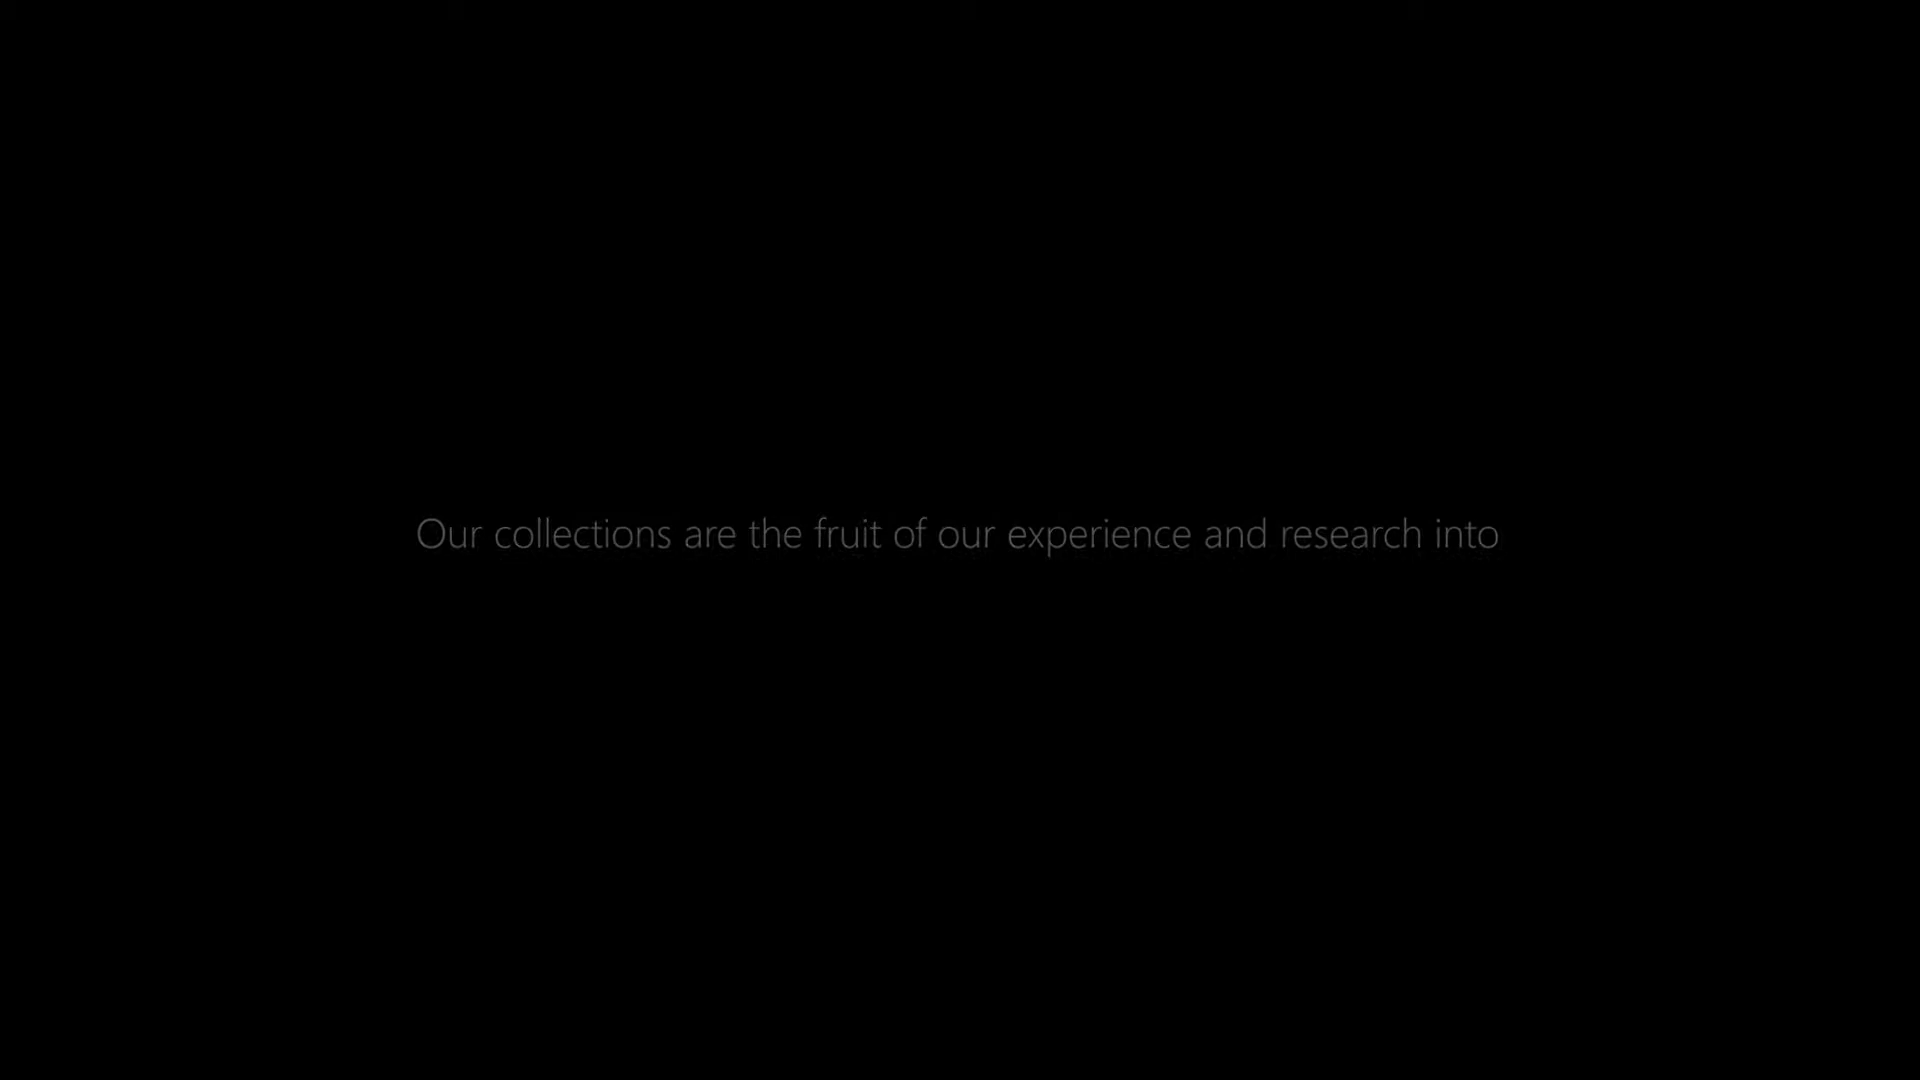 Our collections are the fruit of our experience and research into